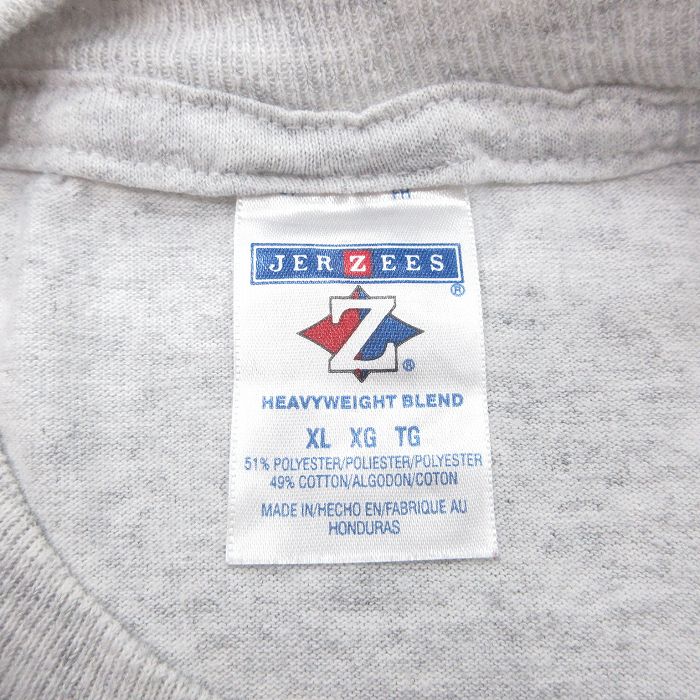 FH
JERZEES
®
Z
®
HEAVYWEIGHT BLEND
XL XG TG
51% POLYESTER/POLIESTER/POLYESTER
49% COTTON/ALGODON/COTON
MADE IN/HECHO EN/FABRIQUE AU
HONDURAS